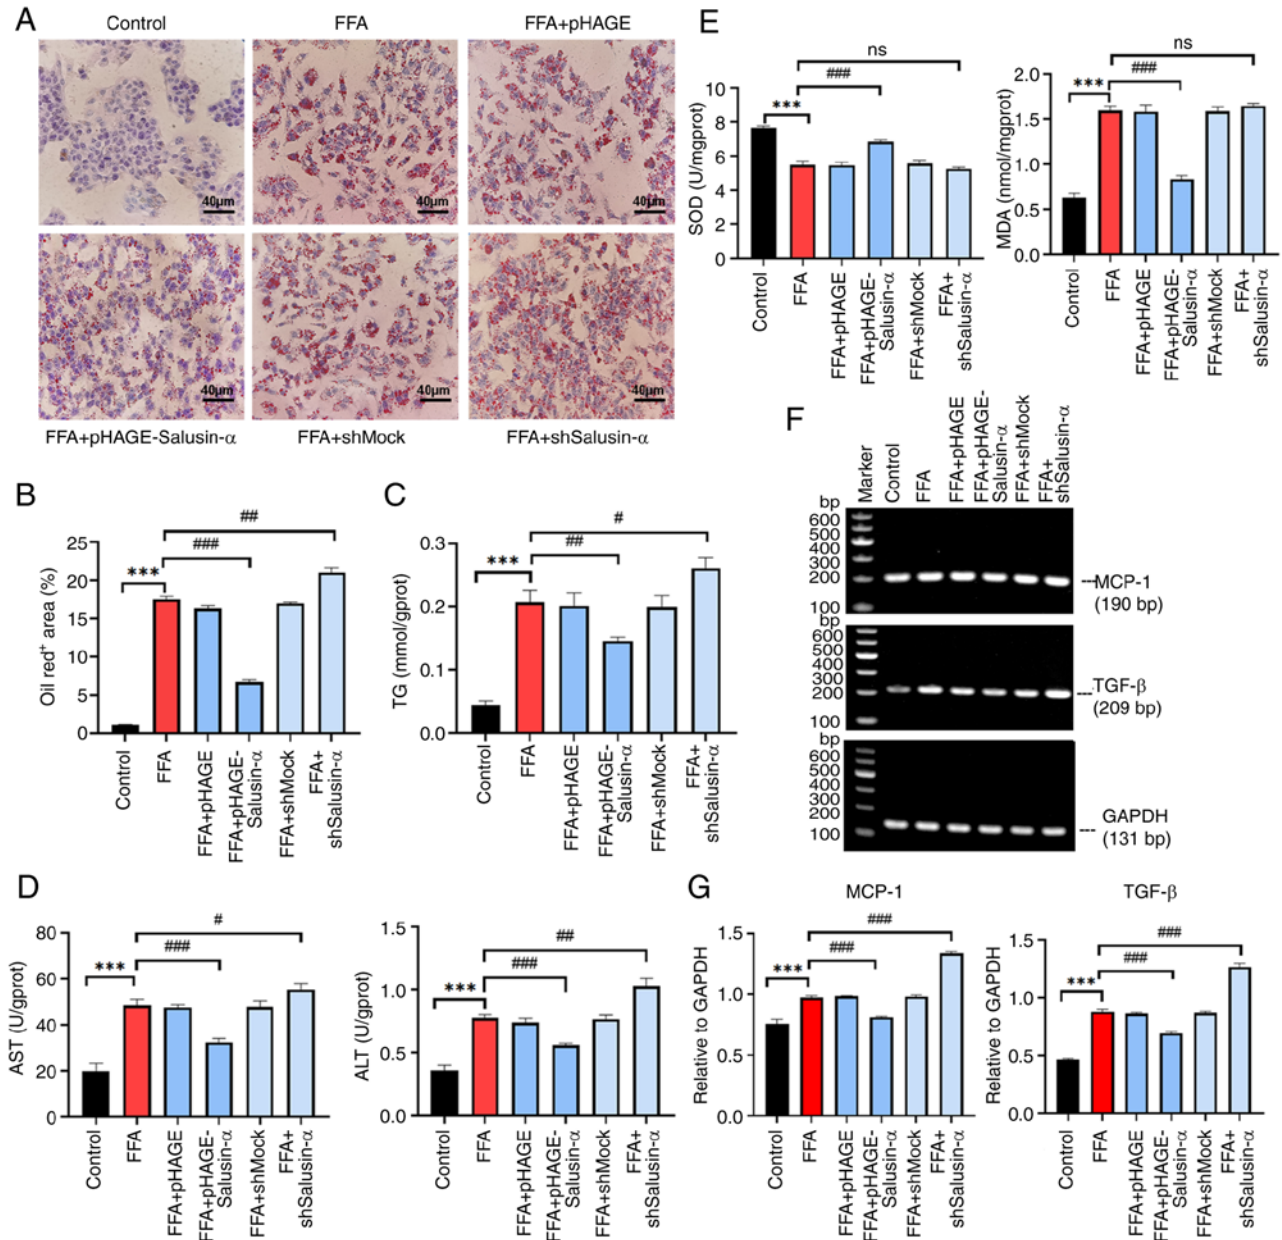 A
Control
FFA
FFA+pHAGE
40μm
40μm
40μm
40μm
40μm
40μm
FFA+pHAGE-Salusin-α
FFA+shMock
FFA+shSalusin-α
B
##
###
***
Oil red+ area (%)
25
20
15
10
5
0
Control
FFA
FFA+pHAGE
FFA+pHAGE-
Salusin-α
FFA+shMock
FFA+
shSalusin-α
C
#
##
***
TG (mmol/gprot)
0.3
0.2
0.1
0.0
Control
FFA
FFA+pHAGE
FFA+pHAGE-
Salusin-α
FFA+shMock
FFA+
shSalusin-α
D
#
###
***
AST (U/gprot)
80
60
40
20
0
Control
FFA
FFA+pHAGE
FFA+pHAGE-
Salusin-α
FFA+shMock
FFA+
shSalusin-α
##
###
***
ALT (U/gprot)
1.5
1.0
0.5
0.0
Control
FFA
FFA+pHAGE
FFA+pHAGE-
Salusin-α
FFA+shMock
FFA+
shSalusin-α
E
ns
###
***
SOD (U/mgprot)
10
8
6
4
2
0
Control
FFA
FFA+pHAGE
FFA+pHAGE-
Salusin-α
FFA+shMock
FFA+
shSalusin-α
ns
###
***
MDA (nmol/mgprot)
2.0
1.5
1.0
0.5
0.0
Control
FFA
FFA+pHAGE
FFA+pHAGE-
Salusin-α
FFA+shMock
FFA+
shSalusin-α
F
Marker
Control
FFA
FFA+pHAGE
FFA+pHAGE-
Salusin-α
FFA+shMock
FFA+
shSalusin-α
bp
600
500
400
300
200
100
MCP-1
(190 bp)
bp
600
500
400
300
200
100
TGF-β
(209 bp)
bp
600
500
400
300
200
100
GAPDH
(131 bp)
G
MCP-1
###
###
***
Relative to GAPDH
1.5
1.0
0.5
0.0
Control
FFA
FFA+pHAGE
FFA+pHAGE-
Salusin-α
FFA+shMock
FFA+
shSalusin-α
TGF-β
###
###
***
Relative to GAPDH
1.5
1.0
0.5
0.0
Control
FFA
FFA+pHAGE
FFA+pHAGE-
Salusin-α
FFA+shMock
FFA+
shSalusin-α